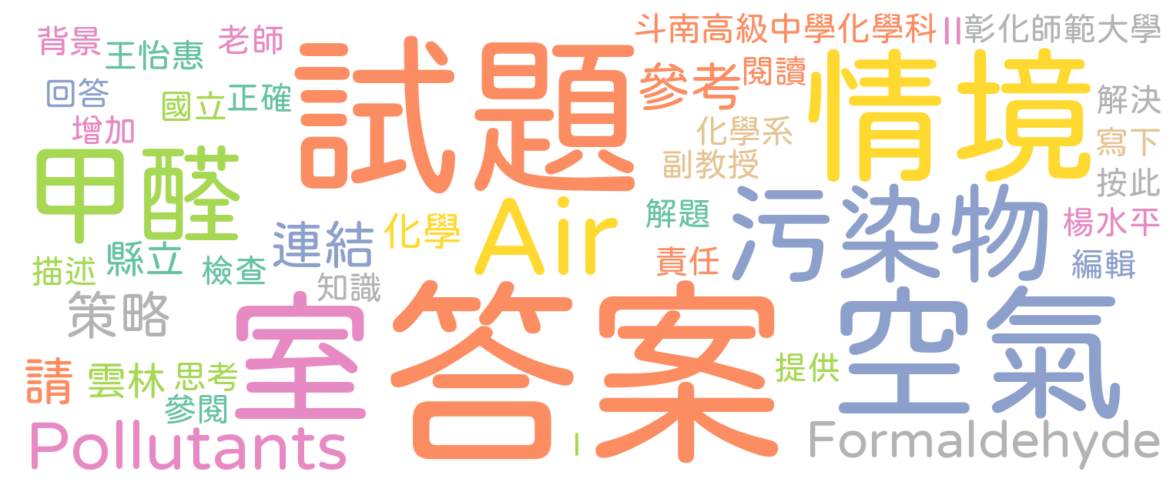 背景
王怡惠
老師
斗南高級中學化學科
||
彰化師範大學
試題
參考
閱讀
情境
回答
國立
正確
增加
化學系
副教授
解決
寫下
按此
甲醛
連結
化學
Air
解題
污染物
楊水平
描述
縣立
檢查
知識
責任
編輯
策略
室
答案
空氣
請
雲林
思考
參閱
提供
Pollutants
|
Formaldehyde